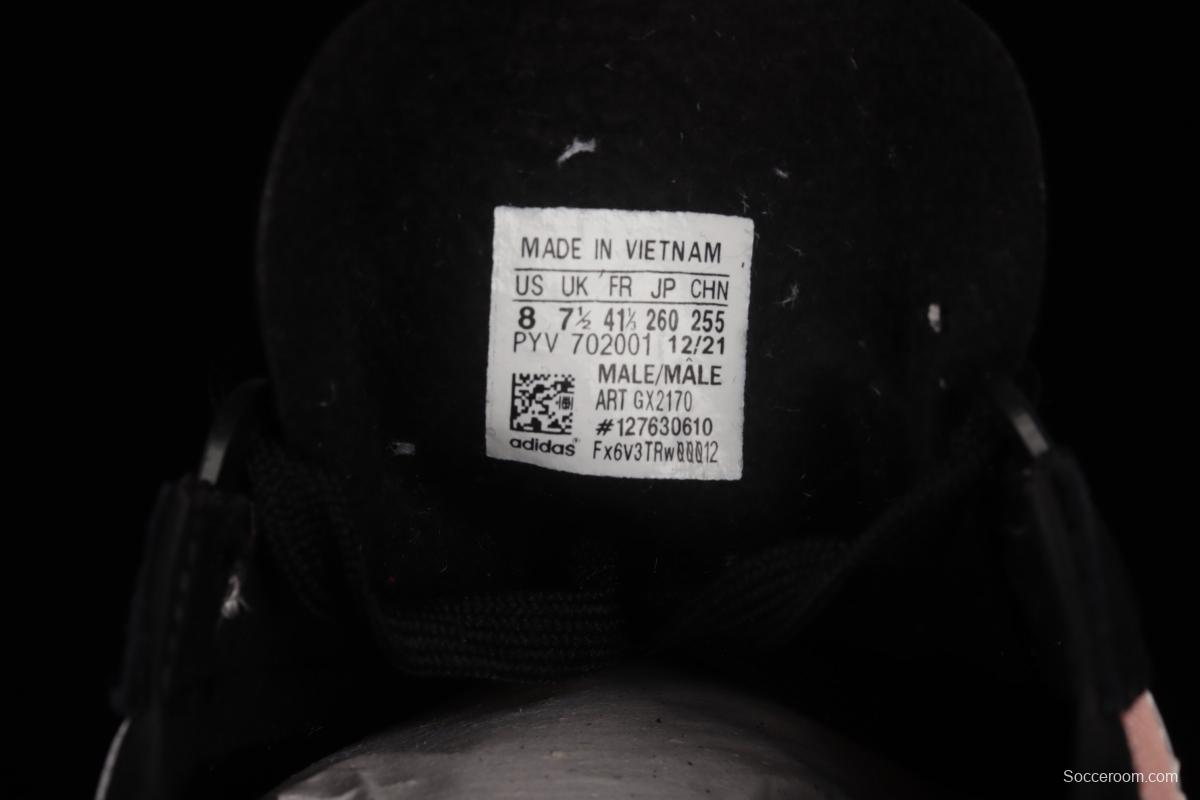 MADE IN VIETNAM
US UK FR JP CHN
8 7½ 41⅓ 260 255
PYV 702001 12/21
MALE/MÂLE
ART GX2170
#127630610
adidas
Fx6v3TRw00012
Socceroom.com